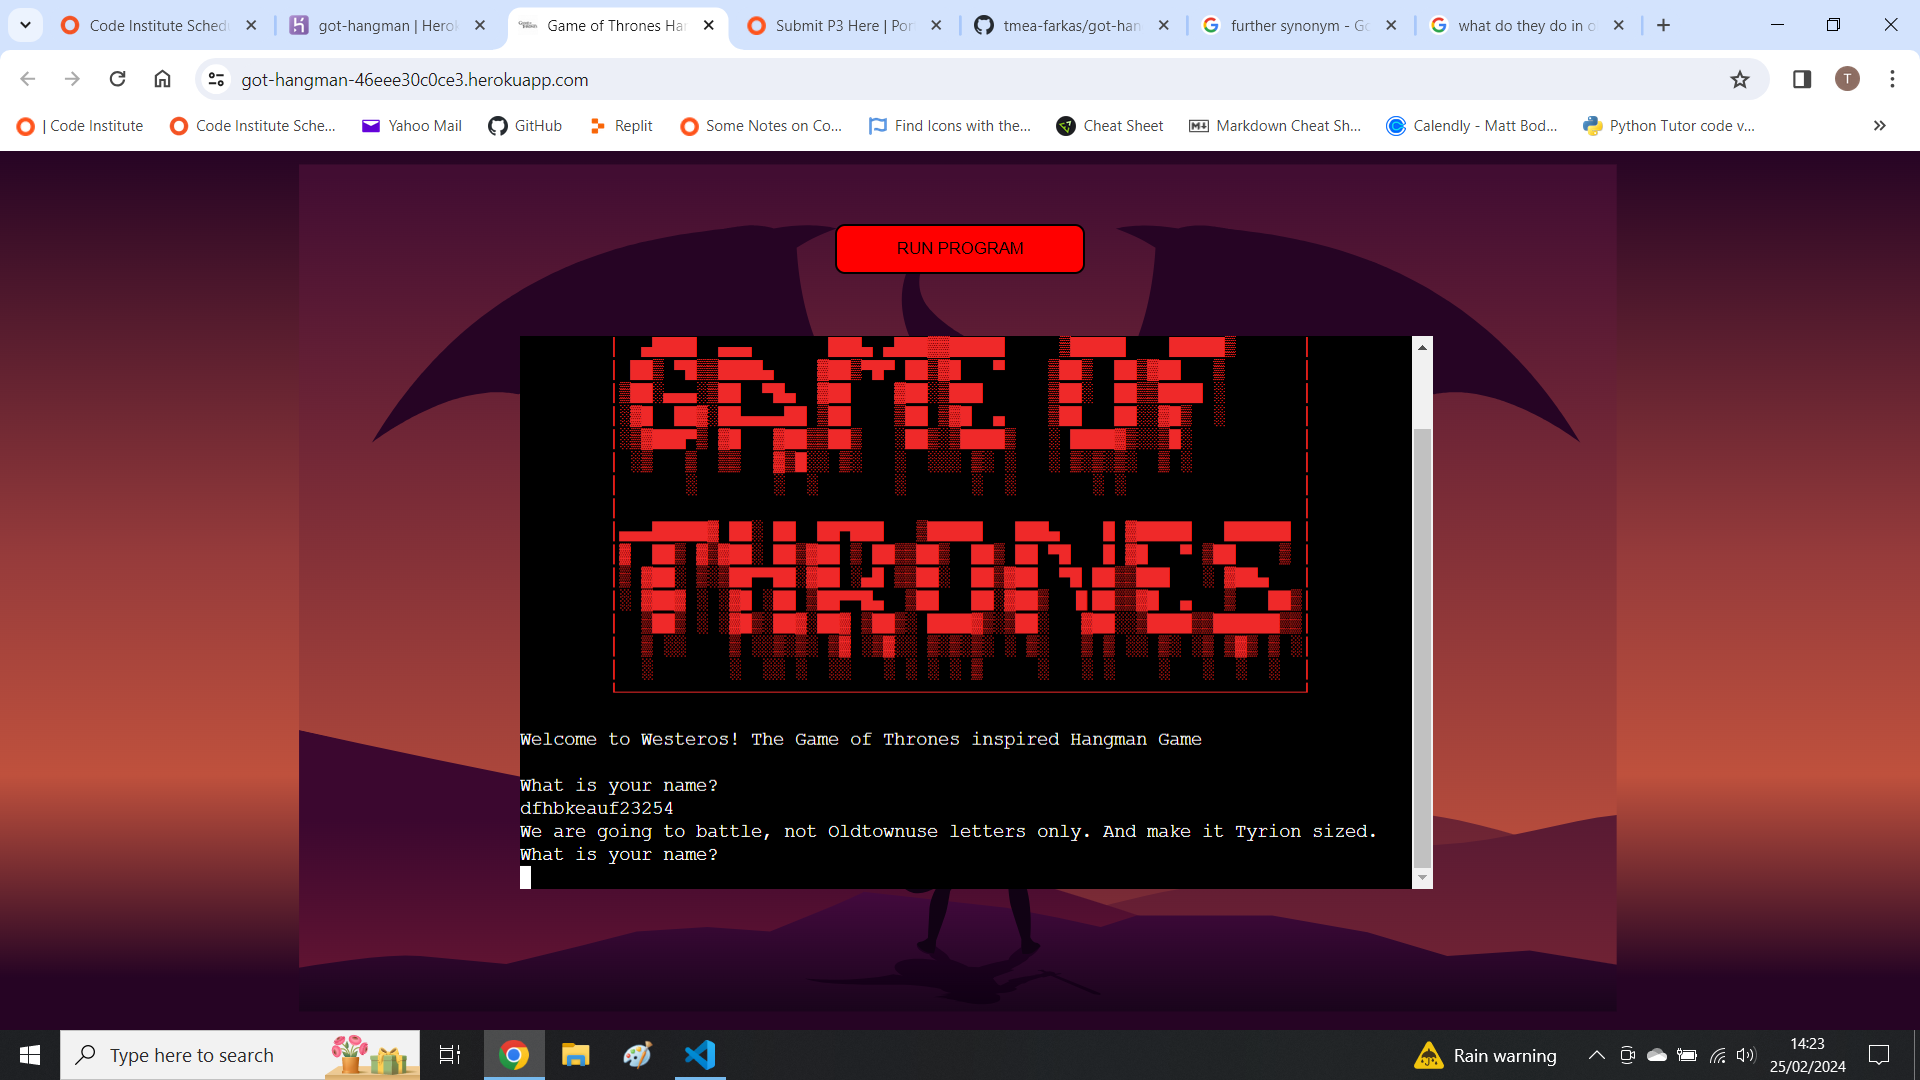 Code Institute Schedu
got-hangman | Herok
Game of Thrones Han
Submit P3 Here | Por
tmea-farkas/got-han
further synonym - Go
what do they do in o
got-hangman-46eee30c0ce3.herokuapp.com
T
| Code Institute
Code Institute Sche...
Yahoo Mail
GitHub
Replit
Some Notes on Co...
Find Icons with the...
Cheat Sheet
Markdown Cheat Sh...
Calendly - Matt Bod...
Python Tutor code v...
RUN PROGRAM
GAME OF
THRONES
Welcome to Westeros! The Game of Thrones inspired Hangman Game
What is your name?
dfhbkeauf23254
We are going to battle, not Oldtownuse letters only. And make it Tyrion sized.
What is your name?
Type here to search
Rain warning
14:23
25/02/2024